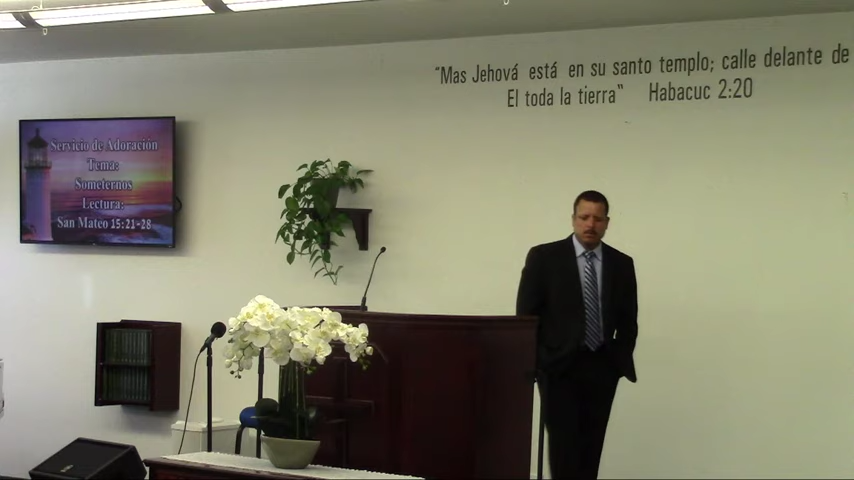 "Mas Jehová está en su santo templo; calle delante de
El toda la tierra" Habacuc 2:20
Servicio de Adoración
Tema:
Someternos
Lectura:
San Mateo 15:21-28